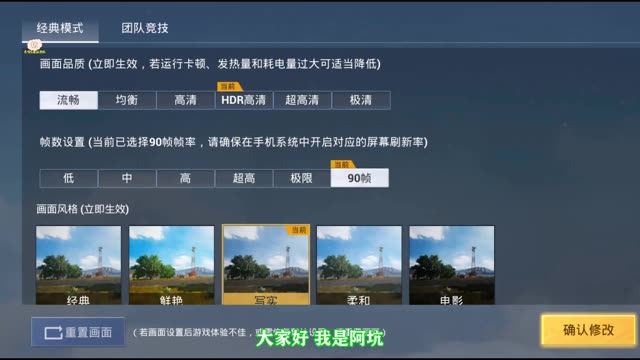 经典模式 团队竞技
画面品质 (立即生效，若运行卡顿、发热量和耗电量过大可适当降低)
当前
流畅 均衡 高清 HDR高清 超高清 极清
帧数设置 (当前已选择90帧帧率，请确保在手机系统中开启对应的屏幕刷新率)
当前
低 中 高 超高 极限 90帧
画面风格 (立即生效)
当前
经典 鲜艳 写实 柔和 电影
重置画面 (若画面设置后游戏体验不佳，
确认修改
大家好 我是阿坑